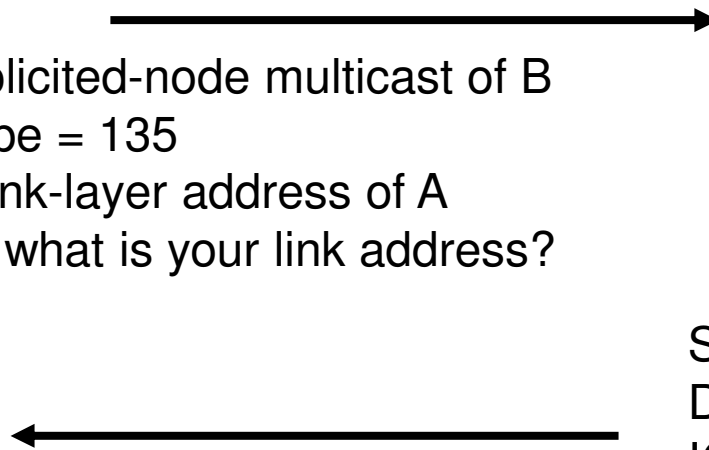 olicited-node multicast of B
pe = 135
nk-layer address of A
what is your link address?
S
D